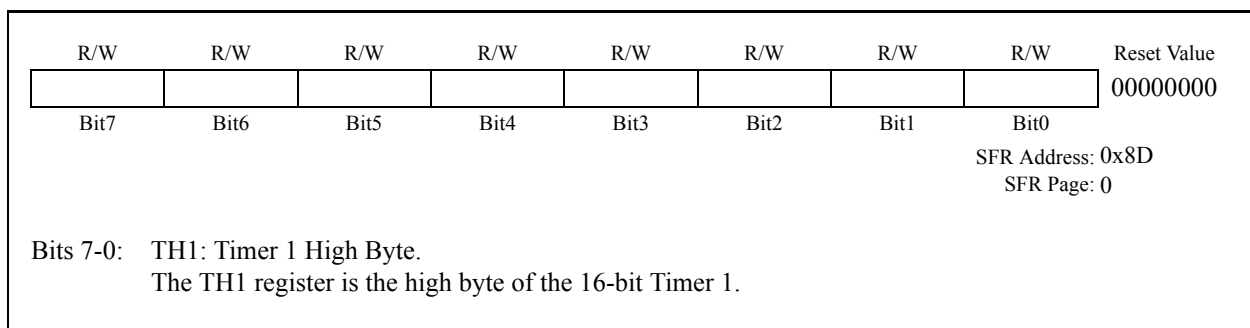 R/W R/W R/W R/W R/W R/W R/W R/W Reset Value
00000000
Bit7 Bit6 Bit5 Bit4 Bit3 Bit2 Bit1 Bit0
SFR Address: 0x8D
SFR Page: 0
Bits 7-0: TH1: Timer 1 High Byte.
The TH1 register is the high byte of the 16-bit Timer 1.